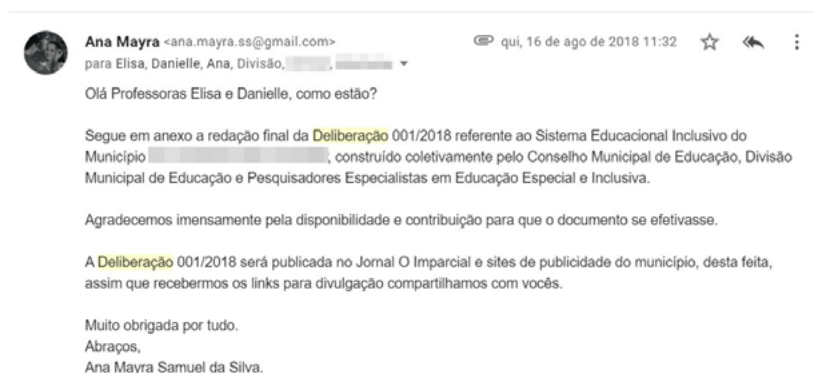 Ana Mayra <ana.mayra.ss@gmail.com> qui, 16 de ago de 2018 11:32
para Elisa, Danielle, Ana, Divisão,
Olá Professoras Elisa e Danielle, como estão?
Segue em anexo a redação final da Deliberação 001/2018 referente ao Sistema Educacional Inclusivo do
Município , construído coletivamente pelo Conselho Municipal de Educação, Divisão
Municipal de Educação e Pesquisadores Especialistas em Educação Especial e Inclusiva.
Agradecemos imensamente pela disponibilidade e contribuição para que o documento se efetivasse.
A Deliberação 001/2018 será publicada no Jornal O Imparcial e sites de publicidade do município, desta feita,
assim que recebermos os links para divulgação compartilhamos com vocês.
Muito obrigada por tudo.
Abraços,
Ana Mayra Samuel da Silva.